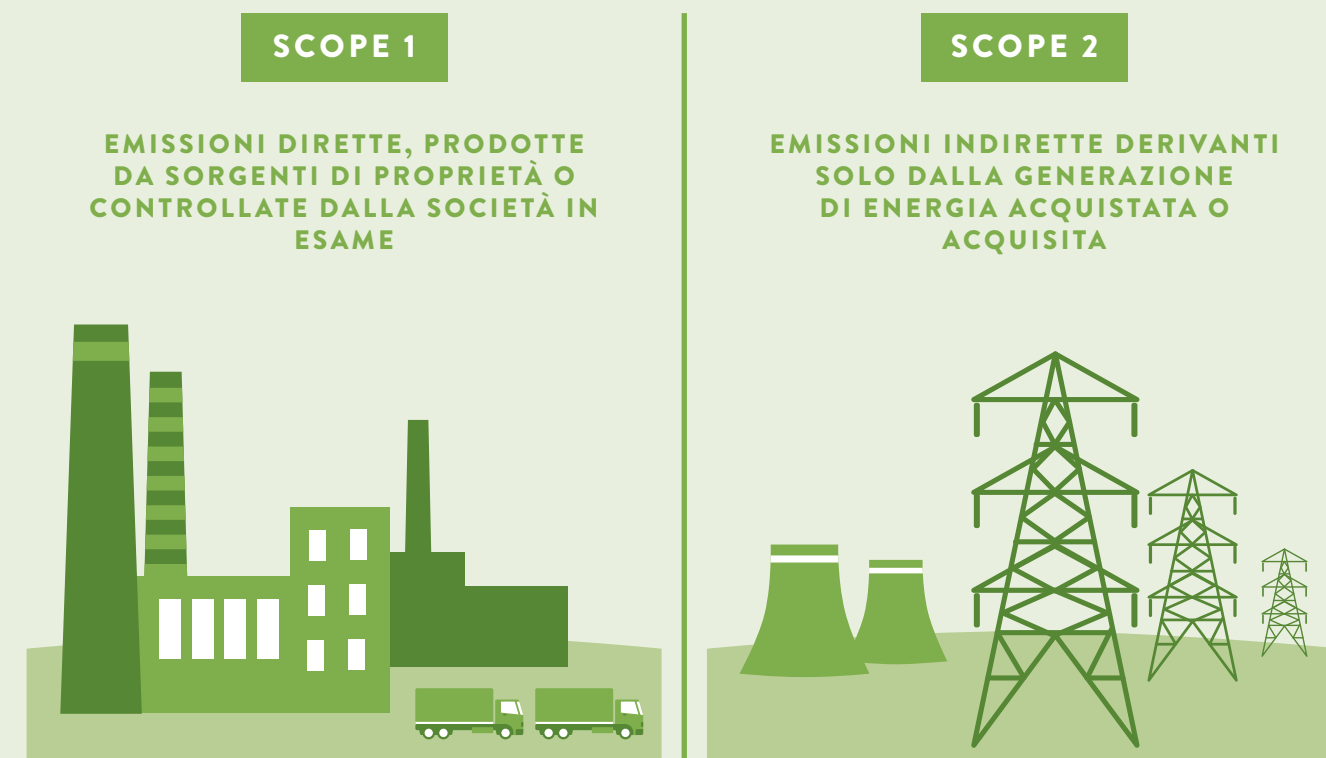 SCOPE 1
EMISSIONI DIRETTE, PRODOTTE
DA SORGENTI DI PROPRIETÀ O
CONTROLLATE DALLA SOCIETÀ IN
ESAME
SCOPE 2
EMISSIONI INDIRETTE DERIVANTI
SOLO DALLA GENERAZIONE
DI ENERGIA ACQUISTATA O
ACQUISITA